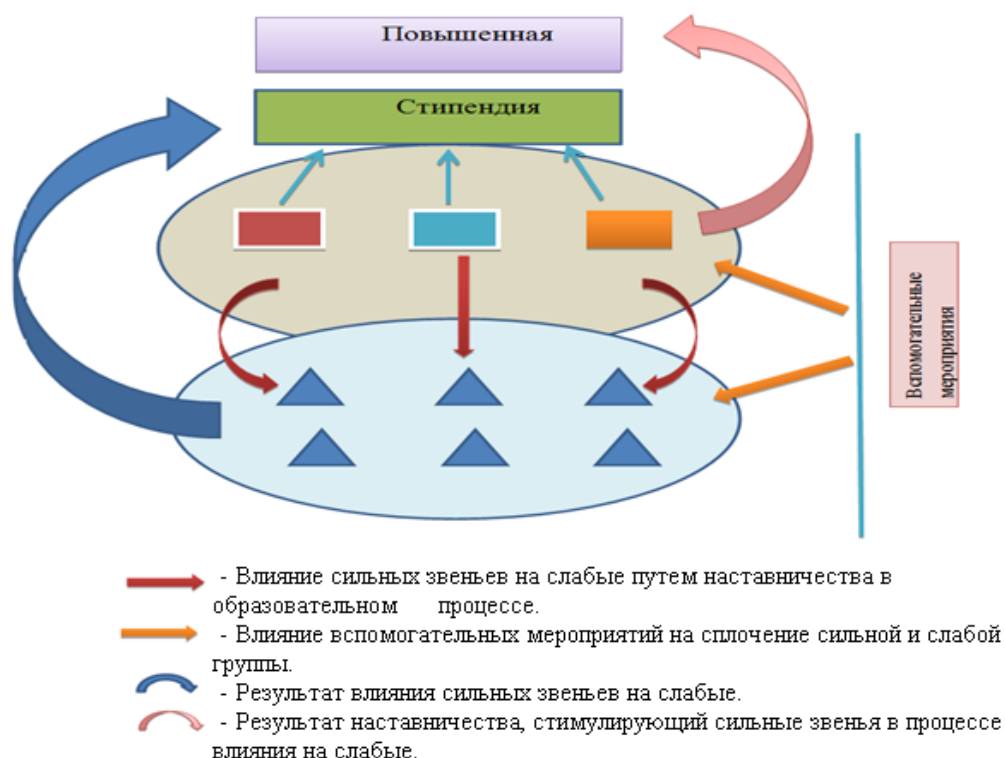 Повышенная
Стипендия
Вспомогательные
мероприятия
- Влияние сильных звеньев на слабые путем наставничества в
образовательном процессе.
- Влияние вспомогательных мероприятий на сплочение сильной и слабой
группы.
- Результат влияния сильных звеньев на слабые.
- Результат наставничества, стимулирующий сильные звенья в процессе
влияния на слабые.